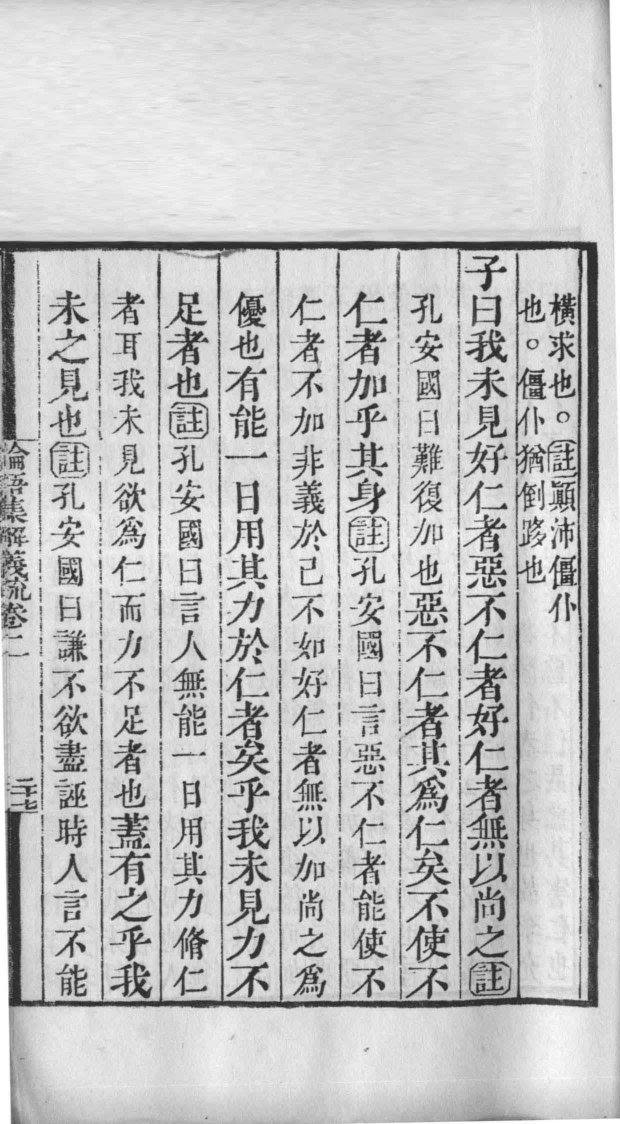 橫求也。註顚沛僵仆
也。僵仆猶倒踣也
子曰我未見好仁者惡不仁者好仁者無以尚之註
孔安國曰難復加也惡不仁者其爲仁矣不使不
仁者加乎其身註孔安國曰言惡不仁者能使不
仁者不加非義於己不如好仁者無以加尚之爲
優也有能一日用其力於仁者矣乎我未見力不
足者也註孔安國曰言人無能一日用其力脩仁
者耳我未見欲爲仁而力不足者也蓋有之乎我
未之見也註孔安國曰謙不欲盡誣時人言不能
論語集解義疏卷二
二十七